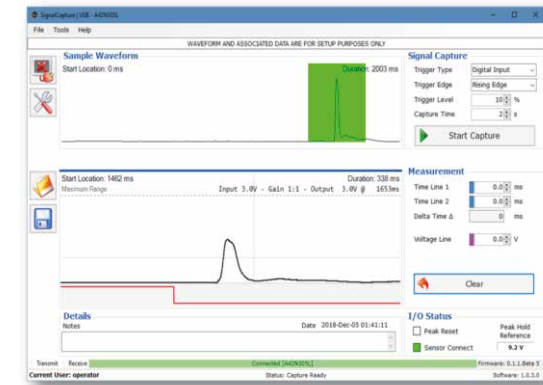 SignalCapture | USB - A42N305L
File Tools Help
WAVEFORM AND ASSOCIATED DATA ARE FOR SETUP PURPOSES ONLY
Sample Waveform
Start Location: 0 ms Duration: 2003 ms
Signal Capture
Trigger Type Digital Input
Trigger Edge Rising Edge
Trigger Level 10 %
Capture Time 2 s
Start Capture
Start Location: 1462 ms Duration: 338 ms
Maximum Range Input 3.0V - Gain 1:1 - Output 3.0V @ 1653ms
Measurement
Time Line 1 0.0 ms
Time Line 2 0.0 ms
Delta Time Δ 0 ms
Voltage Line 0.0 V
Clear
Details
Notes Date 2018-Dec-05 01:41:11
I/O Status
Peak Reset
Peak Hold
Reference
Sensor Connect 9.2 V
Transmit Receive Connected [A42N305L] Firmware: 0.1.1.Beta 5
Current User: operator Status: Capture Ready Software: 1.0.3.0